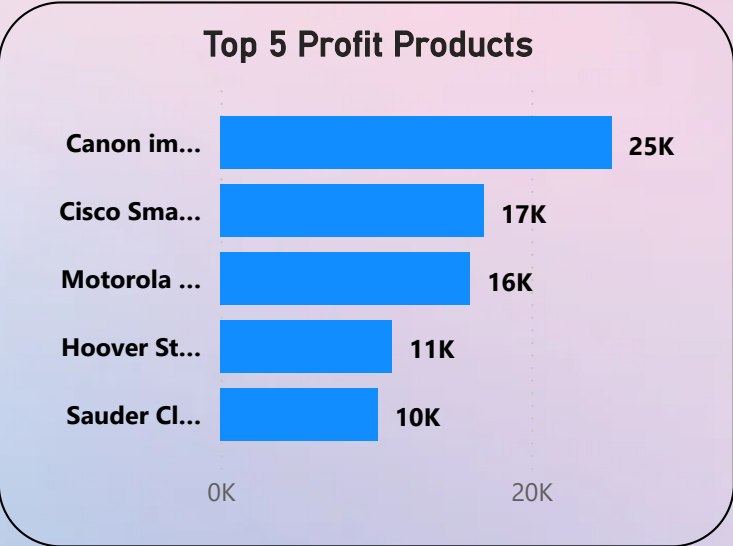 Top 5 Profit Products
Canon im... 25K
Cisco Sma... 17K
Motorola ... 16K
Hoover St... 11K
Sauder Cl... 10K
0K 20K